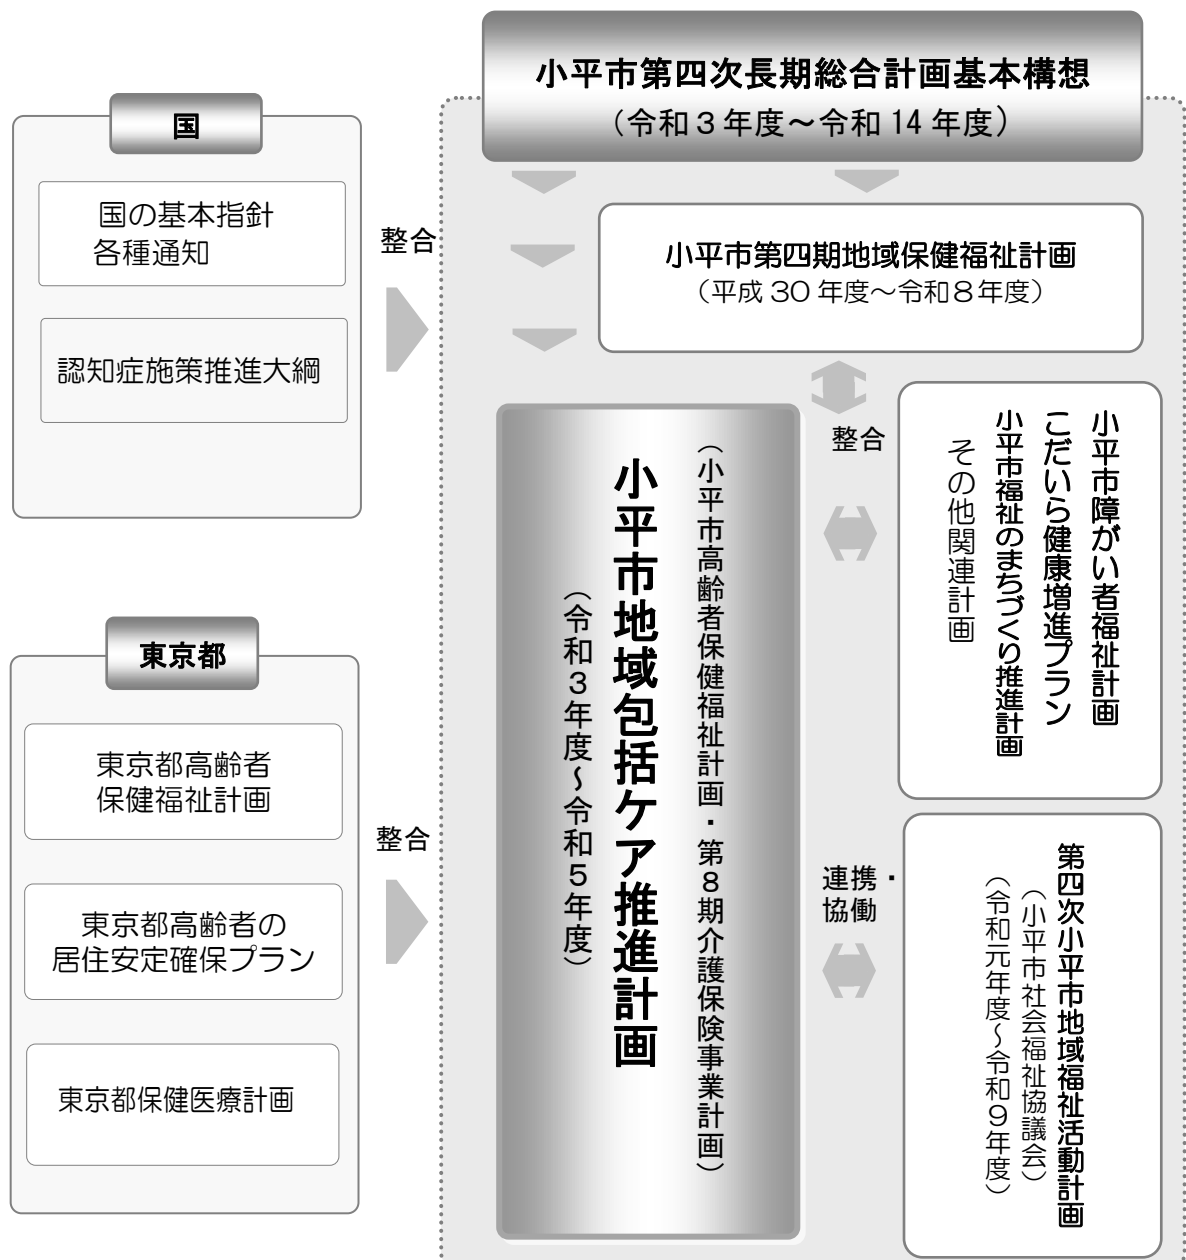 小平市第四次長期総合計画基本構想
（令和３年度～令和14年度）
国
国の基本指針
各種通知
認知症施策推進大綱
整合
小平市第四期地域保健福祉計画
（平成30年度～令和８年度）
整合
小平市障がい者福祉計画
こだいら健康増進プラン
小平市福祉のまちづくり推進計画
その他関連計画
（小平市高齢者保健福祉計画・第８期介護保険事業計画）
小平市地域包括ケア推進計画
（令和３年度～令和５年度）
東京都
東京都高齢者
保健福祉計画
東京都高齢者の
居住安定確保プラン
東京都保健医療計画
整合
連携・
協働
第四次小平市地域福祉活動計画
（小平市社会福祉協議会）
（令和元年度～令和９年度）